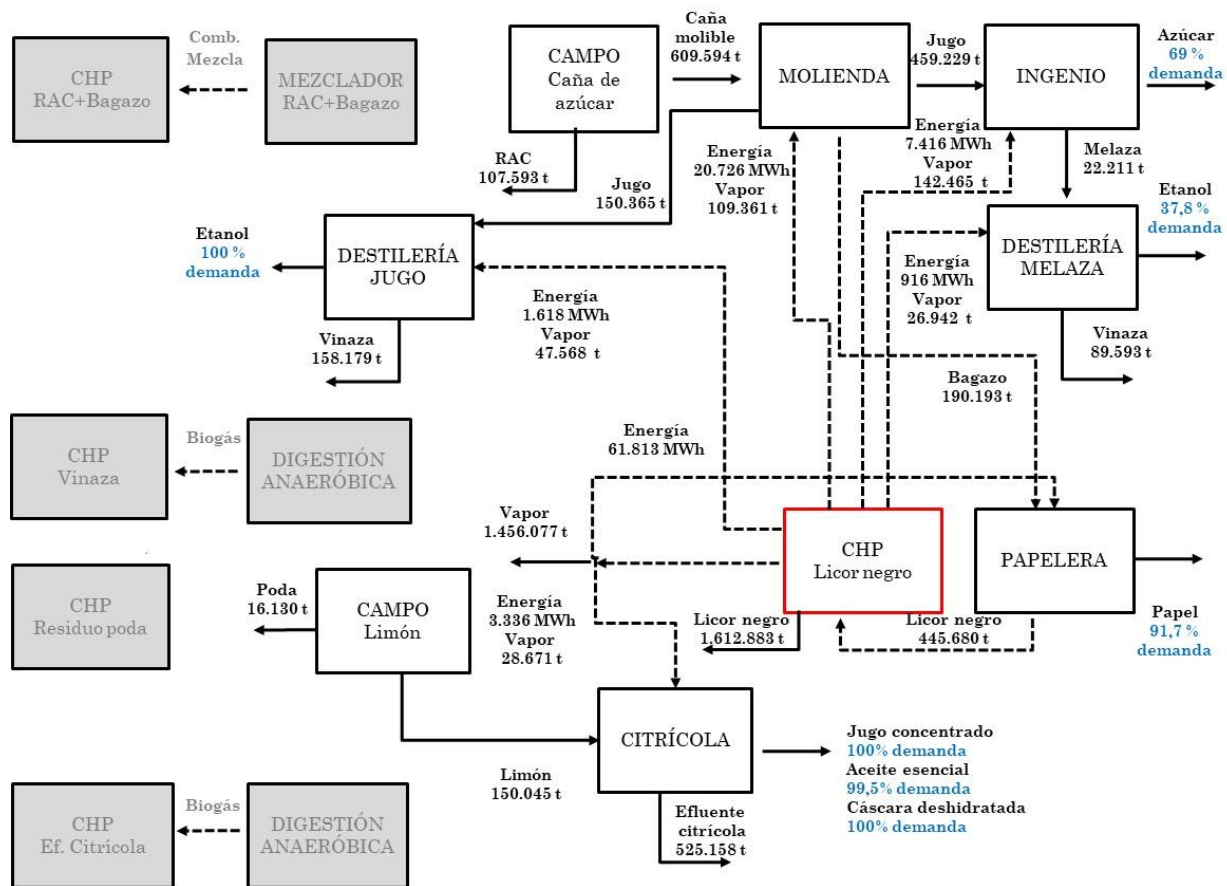 Comb.
Mezcla
CHP
RAC+Bagazo
MEZCLADOR
RAC+Bagazo
CAMPO
Caña de
azúcar
Caña
molible
609.594 t
MOLIENDA
Jugo
459.229 t
INGENIO
Azúcar
69 %
demanda
RAC
107.593 t
Jugo
150.365 t
Energía
20.726 MWh
Vapor
109.361 t
Energía
7.416 MWh
Vapor
142.465 t
Melaza
22.211 t
Etanol
37,8 %
demanda
Etanol
100 %
demanda
DESTILERÍA
JUGO
Energía
1.618 MWh
Vapor
47.568 t
DESTILERÍA
MELAZA
Energía
916 MWh
Vapor
26.942 t
Vinaza
158.179 t
Vinaza
89.593 t
Bagazo
190.193 t
CHP
Vinaza
Biogás
DIGESTIÓN
ANAERÓBICA
Energía
61.813 MWh
Vapor
1.456.077 t
CHP
Licor negro
PAPELERA
CHP
Residuo poda
Poda
16.130 t
CAMPO
Limón
Energía
3.336 MWh
Vapor
28.671 t
Licor negro
1,612.883 t
Licor negro
445.680 t
Papel
91,7 %
demanda
CITRÍCOLA
Limón
150.045 t
Jugo concentrado
100% demanda
Aceite esencial
99,5% demanda
Cáscara deshidratada
100% demanda
CHP
Ef. Citrícola
Biogás
DIGESTIÓN
ANAERÓBICA
Efluente
citrícola
525.158 t